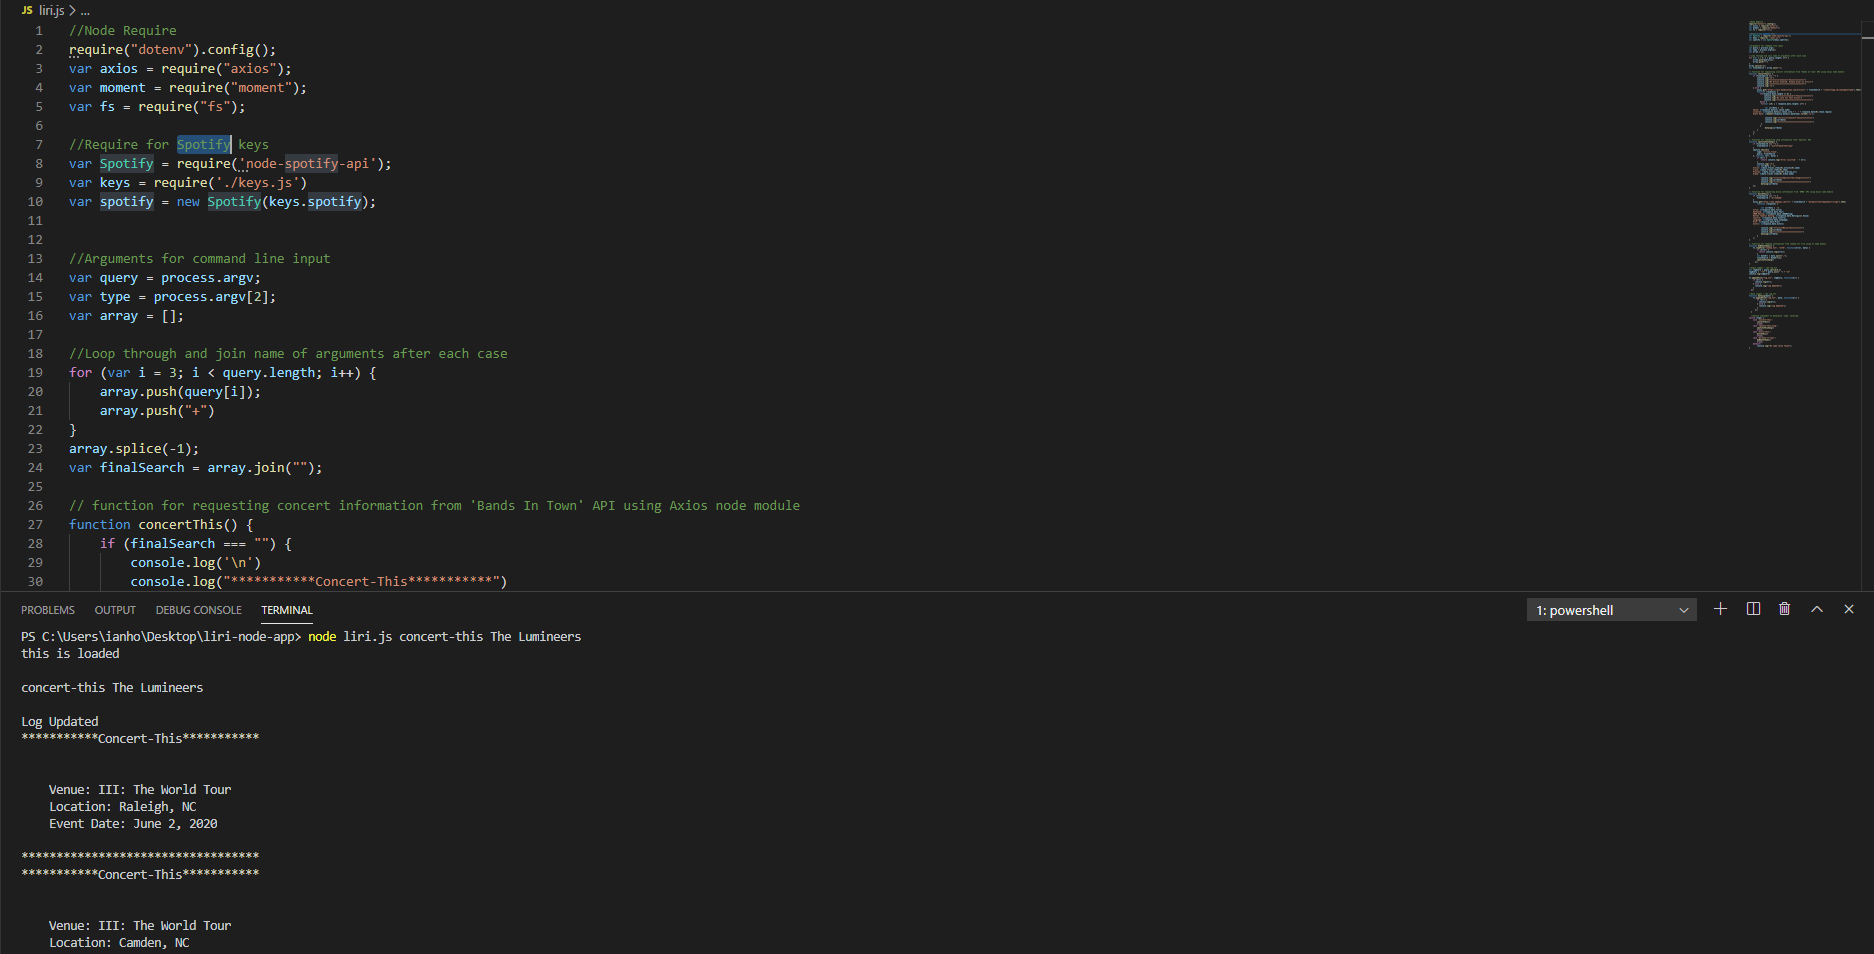 JS liri.js > ...
1 //Node Require
2 require("dotenv").config();
3 var axios = require("axios");
4 var moment = require("moment");
5 var fs = require("fs");
6
7 //Require for Spotify keys
8 var Spotify = require('node-spotify-api');
9 var keys = require('./keys.js')
10 var spotify = new Spotify(keys.spotify);
11
12
13 //Arguments for command line input
14 var query = process.argv;
15 var type = process.argv[2];
16 var array = [];
17
18 //Loop through and join name of arguments after each case
19 for (var i = 3; i < query.length; i++) {
20 array.push(query[i]);
21 array.push("+")
22 }
23 array.splice(-1);
24 var finalSearch = array.join("");
25
26 // function for requesting concert information from 'Bands In Town' API using Axios node module
27 function concertThis() {
28 if (finalSearch === "") {
29 console.log('\n')
30 console.log("***********Concert-This***********")
PROBLEMS OUTPUT DEBUG CONSOLE TERMINAL 1: powershell
PS C:\Users\ianho\Desktop\liri-node-app> node liri.js concert-this The Lumineers
this is loaded
concert-this The Lumineers
Log Updated
***********Concert-This***********
Venue: III: The World Tour
Location: Raleigh, NC
Event Date: June 2, 2020
**********************************
***********Concert-This***********
Venue: III: The World Tour
Location: Camden, NC